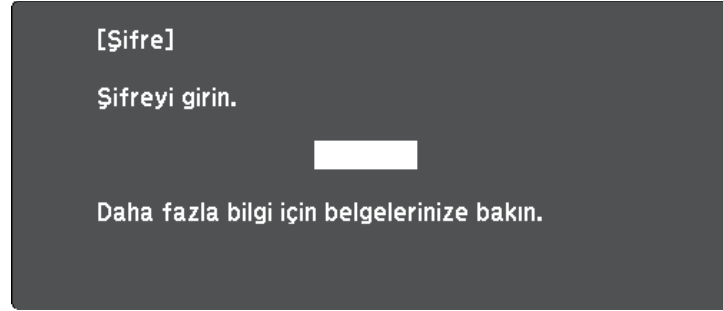 [Şifre]
Şifreyi girin.
Daha fazla bilgi için belgelerinize bakın.